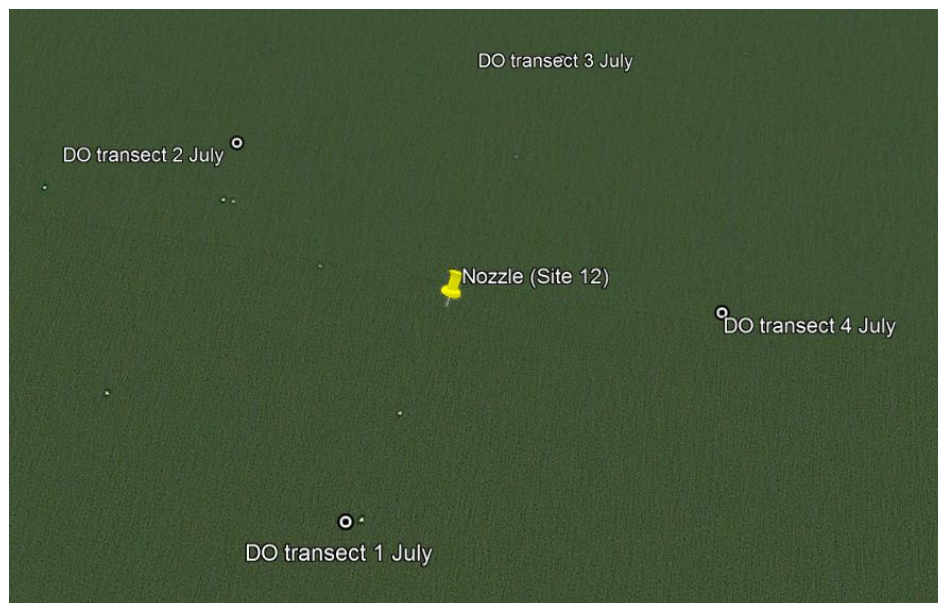 DO transect 3 July
DO transect 2 July
Nozzle (Site 12)
DO transect 4 July
DO transect 1 July